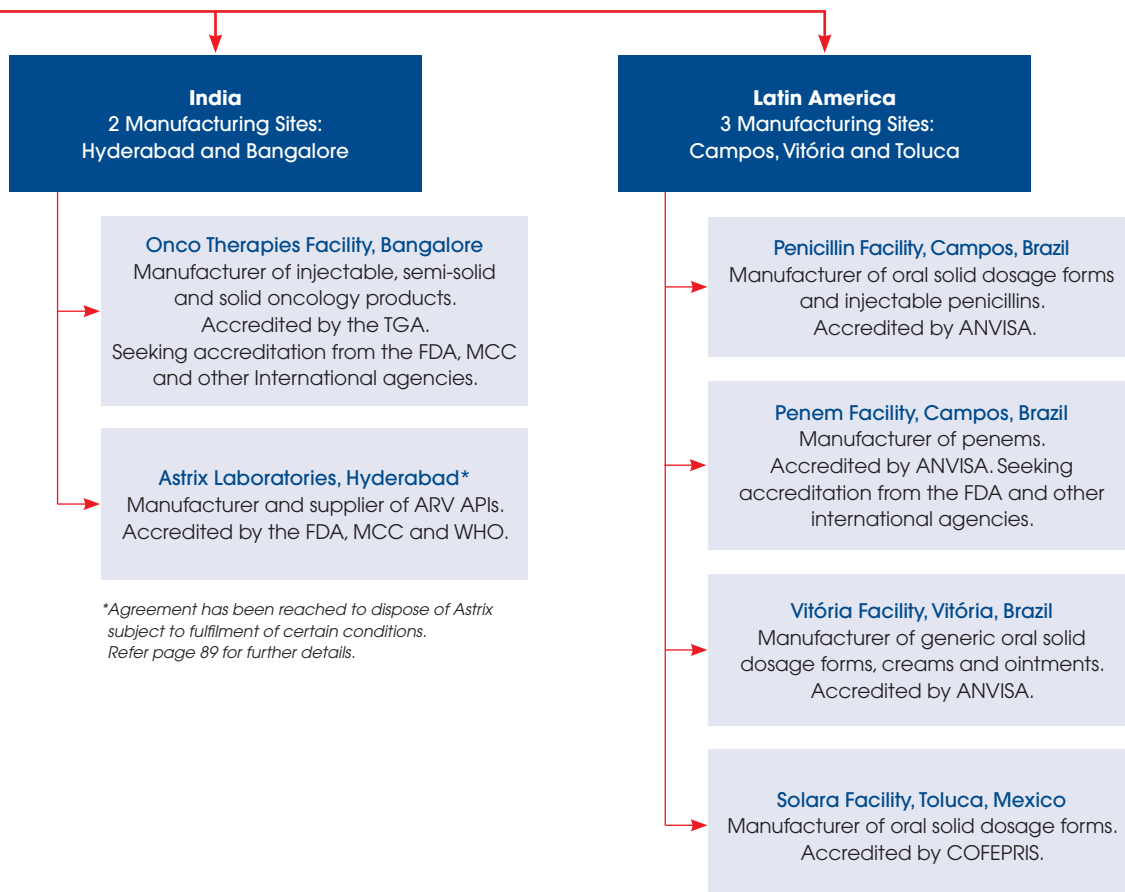 India
2 Manufacturing Sites:
Hyderabad and Bangalore
Onco Therapies Facility, Bangalore
Manufacturer of injectable, semi-solid
and solid oncology products.
Accredited by the TGA.
Seeking accreditation from the FDA, MCC
and other International agencies.
Astrix Laboratories, Hyderabad*
Manufacturer and supplier of ARV APIs.
Accredited by the FDA, MCC and WHO.
*Agreement has been reached to dispose of Astrix
subject to fulfilment of certain conditions.
Refer page 89 for further details.
Latin America
3 Manufacturing Sites:
Campos, Vitória and Toluca
Penicillin Facility, Campos, Brazil
Manufacturer of oral solid dosage forms
and injectable penicillins.
Accredited by ANVISA.
Penem Facility, Campos, Brazil
Manufacturer of penems.
Accredited by ANVISA. Seeking
accreditation from the FDA and other
international agencies.
Vitória Facility, Vitória, Brazil
Manufacturer of generic oral solid
dosage forms, creams and ointments.
Accredited by ANVISA.
Solara Facility, Toluca, Mexico
Manufacturer of oral solid dosage forms.
Accredited by COFEPRIS.